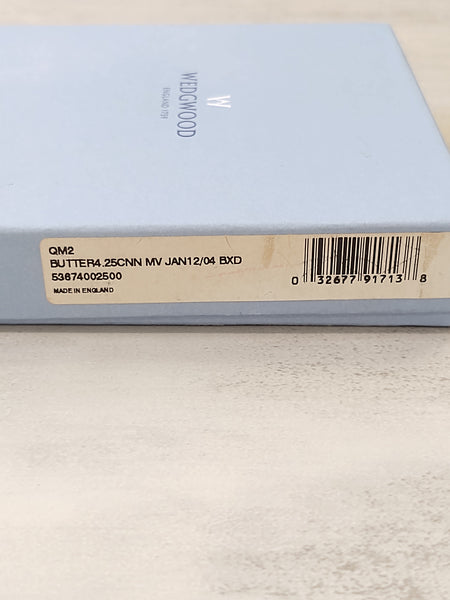 W
WEDGWOOD
ENGLAND 1759
QM2
BUTTER4.25CNN MV JAN12/04 BXD
53674002500
MADE IN ENGLAND
0 32677 91713 8